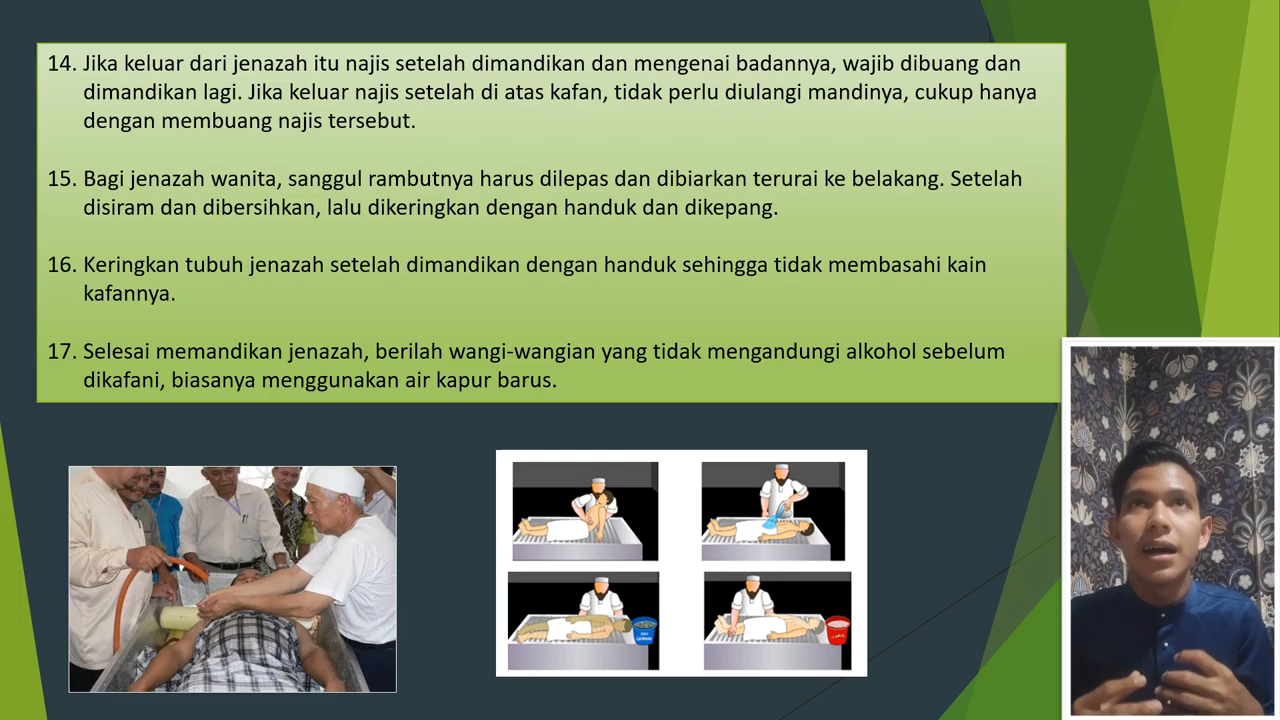 14. Jika keluar dari jenazah itu najis setelah dimandikan dan mengenai badannya, wajib dibuang dan
dimandikan lagi. Jika keluar najis setelah di atas kafan, tidak perlu diulangi mandinya, cukup hanya
dengan membuang najis tersebut.
15. Bagi jenazah wanita, sanggul rambutnya harus dilepas dan dibiarkan terurai ke belakang. Setelah
disiram dan dibersihkan, lalu dikeringkan dengan handuk dan dikepang.
16. Keringkan tubuh jenazah setelah dimandikan dengan handuk sehingga tidak membasahi kain
kafannya.
17. Selesai memandikan jenazah, berilah wangi-wangian yang tidak mengandungi alkohol sebelum
dikafani, biasanya menggunakan air kapur barus.